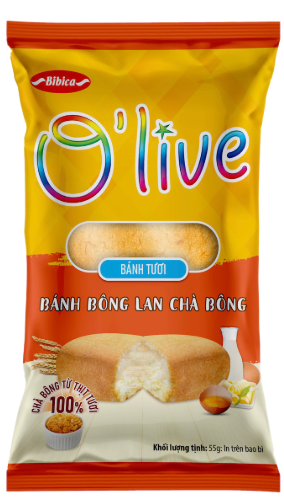 Bibica
O'live
BÁNH TƯƠI
BÁNH BÔNG LAN CHÀ BÔNG
CHÀ BÔNG TỪ THỊT TƯƠI
100%
Khối lượng tịnh: 55g: In trên bao bì